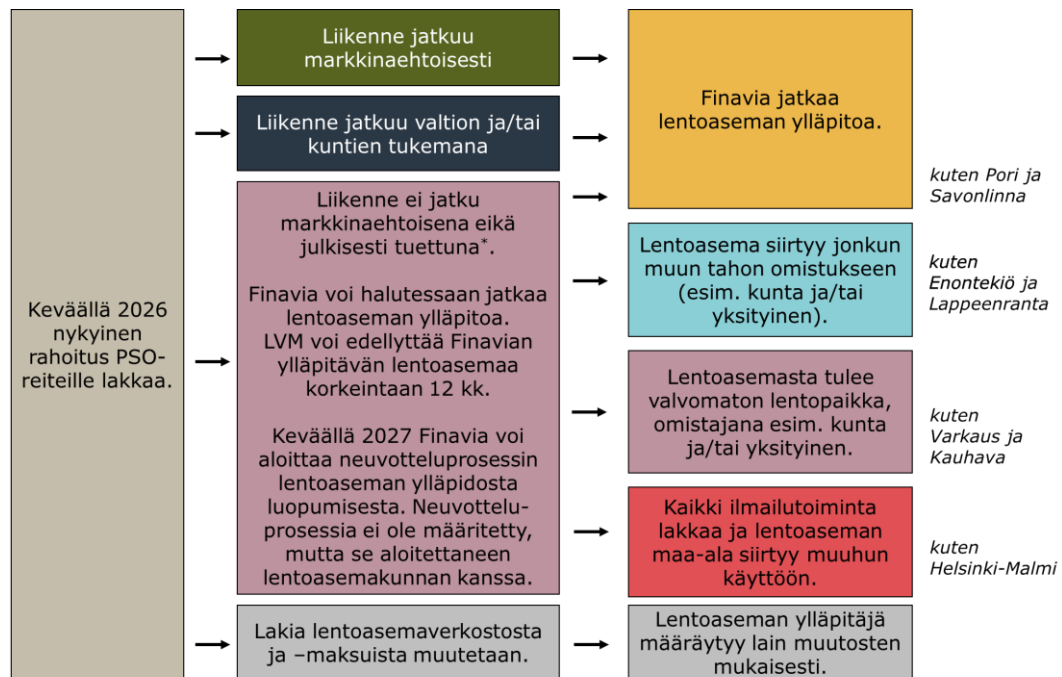 Keväällä 2026
nykyinen
rahoitus PSO-
reiteille lakkaa.
Liikenne jatkuu
markkinaehtoisesti
Liikenne jatkuu valtion ja/tai
kuntien tukemana
Liikenne ei jatku
markkinaehtoisena eikä
julkisesti tuettuna*.
Finavia voi halutessaan jatkaa
lentoaseman ylläpitoa.
LVM voi edellyttää Finavian
ylläpitävän lentoasemaa
korkeintaan 12 kk.
Keväällä 2027 Finavia voi
aloittaa neuvotteluprosessin
lentoaseman ylläpidosta
luopumisesta. Neuvottelu-
prosessia ei ole määritetty,
mutta se aloitettaneen
lentoasemakunnan kanssa.
Lakia lentoasemaverkostosta
ja –maksuista muutetaan.
Finavia jatkaa
lentoaseman ylläpitoa.
kuten Pori ja
Savonlinna
Lentoasema siirtyy jonkun
muun tahon omistukseen
(esim. kunta ja/tai
yksityinen).
kuten
Enontekiö ja
Lappeenranta
Lentoasemasta tulee
valvomaton lentopaikka,
omistajana esim. kunta
ja/tai yksityinen.
kuten
Varkaus ja
Kauhava
Kaikki ilmailutoiminta
lakkaa ja lentoaseman
maa-ala siirtyy muuhun
käyttöön.
kuten
Helsinki-Malmi
Lentoaseman ylläpitäjä
määräytyy lain muutosten
mukaisesti.